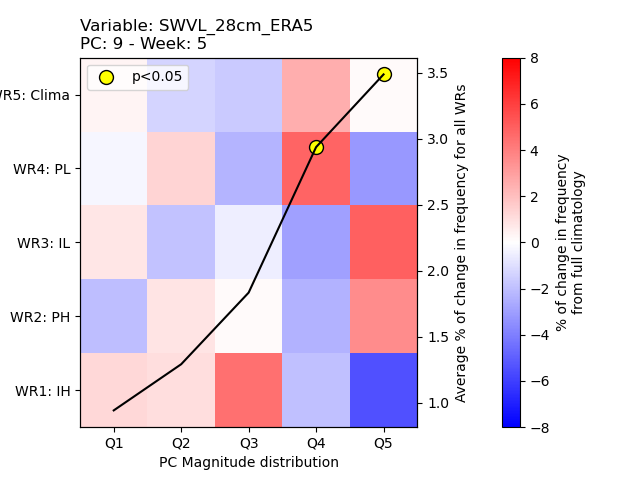 Variable: SWVL_28cm_ERA5
PC: 9 - Week: 5
p<0.05
WR5: Clima
WR4: PL
WR3: IL
WR2: PH
WR1: IH
Q1 Q2 Q3 Q4 Q5
PC Magnitude distribution
3.5
3.0
2.5
2.0
1.5
1.0
Average % of change in frequency for all WRs
8
6
4
2
0
−2
−4
−6
−8
% of change in frequency
from full climatology